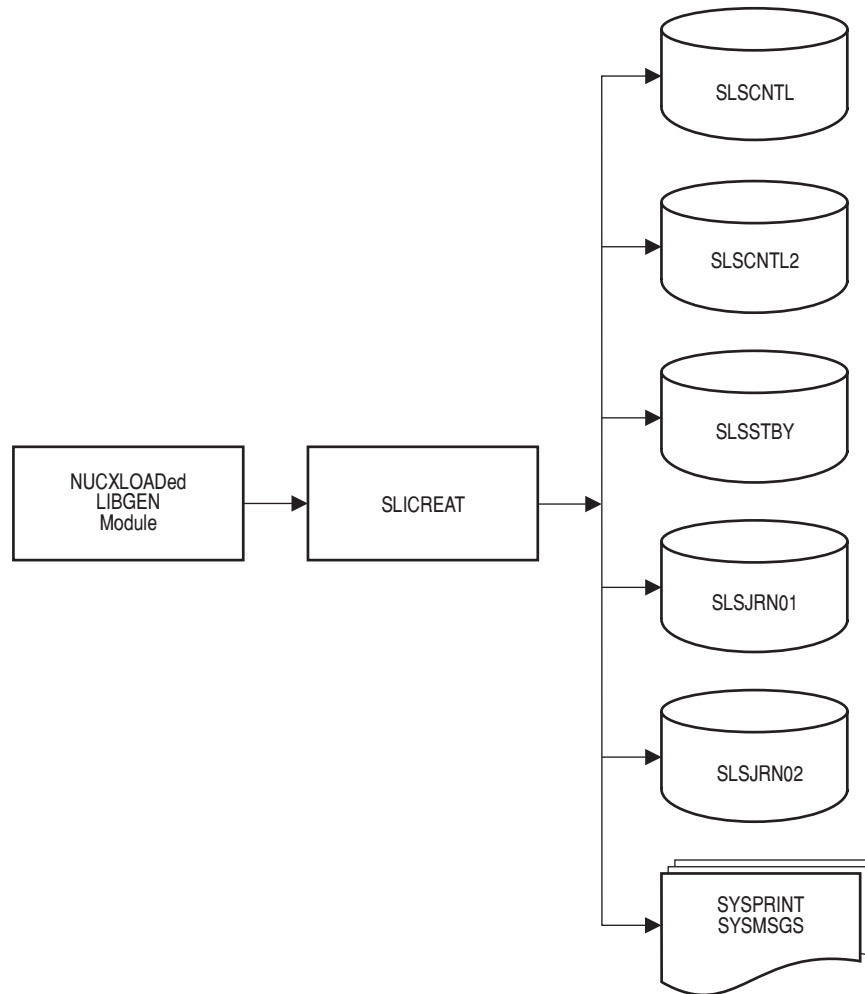 SLSCNTL
SLSCNTL2
SLSSTBY
NUCXLOADed
LIBGEN
Module
SLICREAT
SLSJRN01
SLSJRN02
SYSPRINT
SYSMSGS